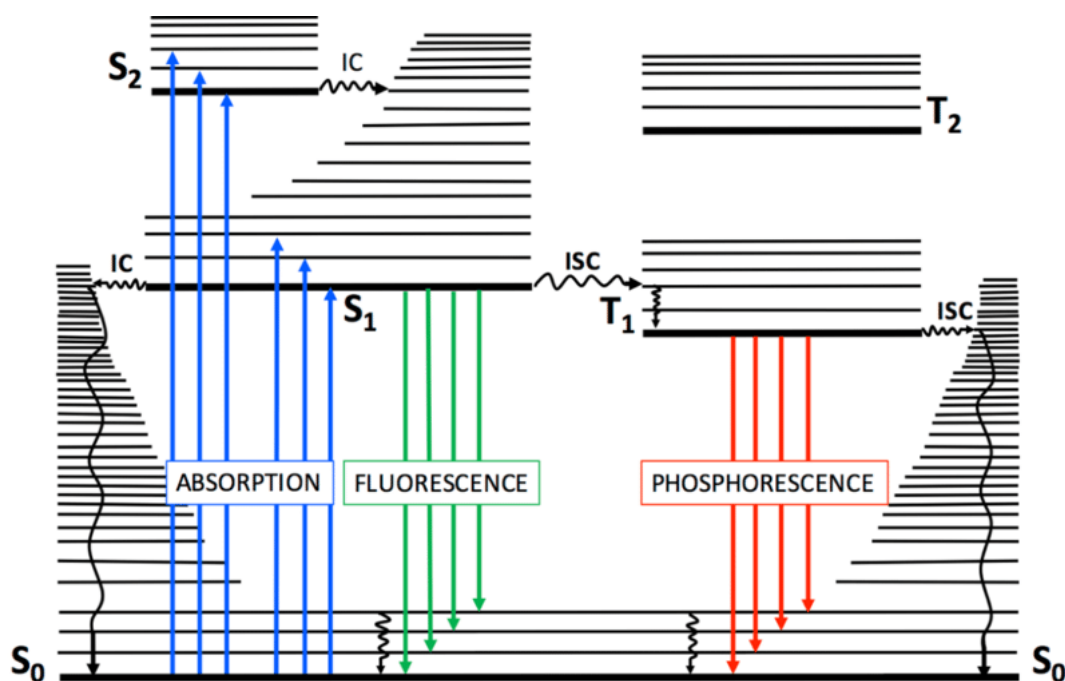 S2
IC
T2
IC
ISC
S1
T1
ISC
ABSORPTION
FLUORESCENCE
PHOSPHORESCENCE
S0
S0